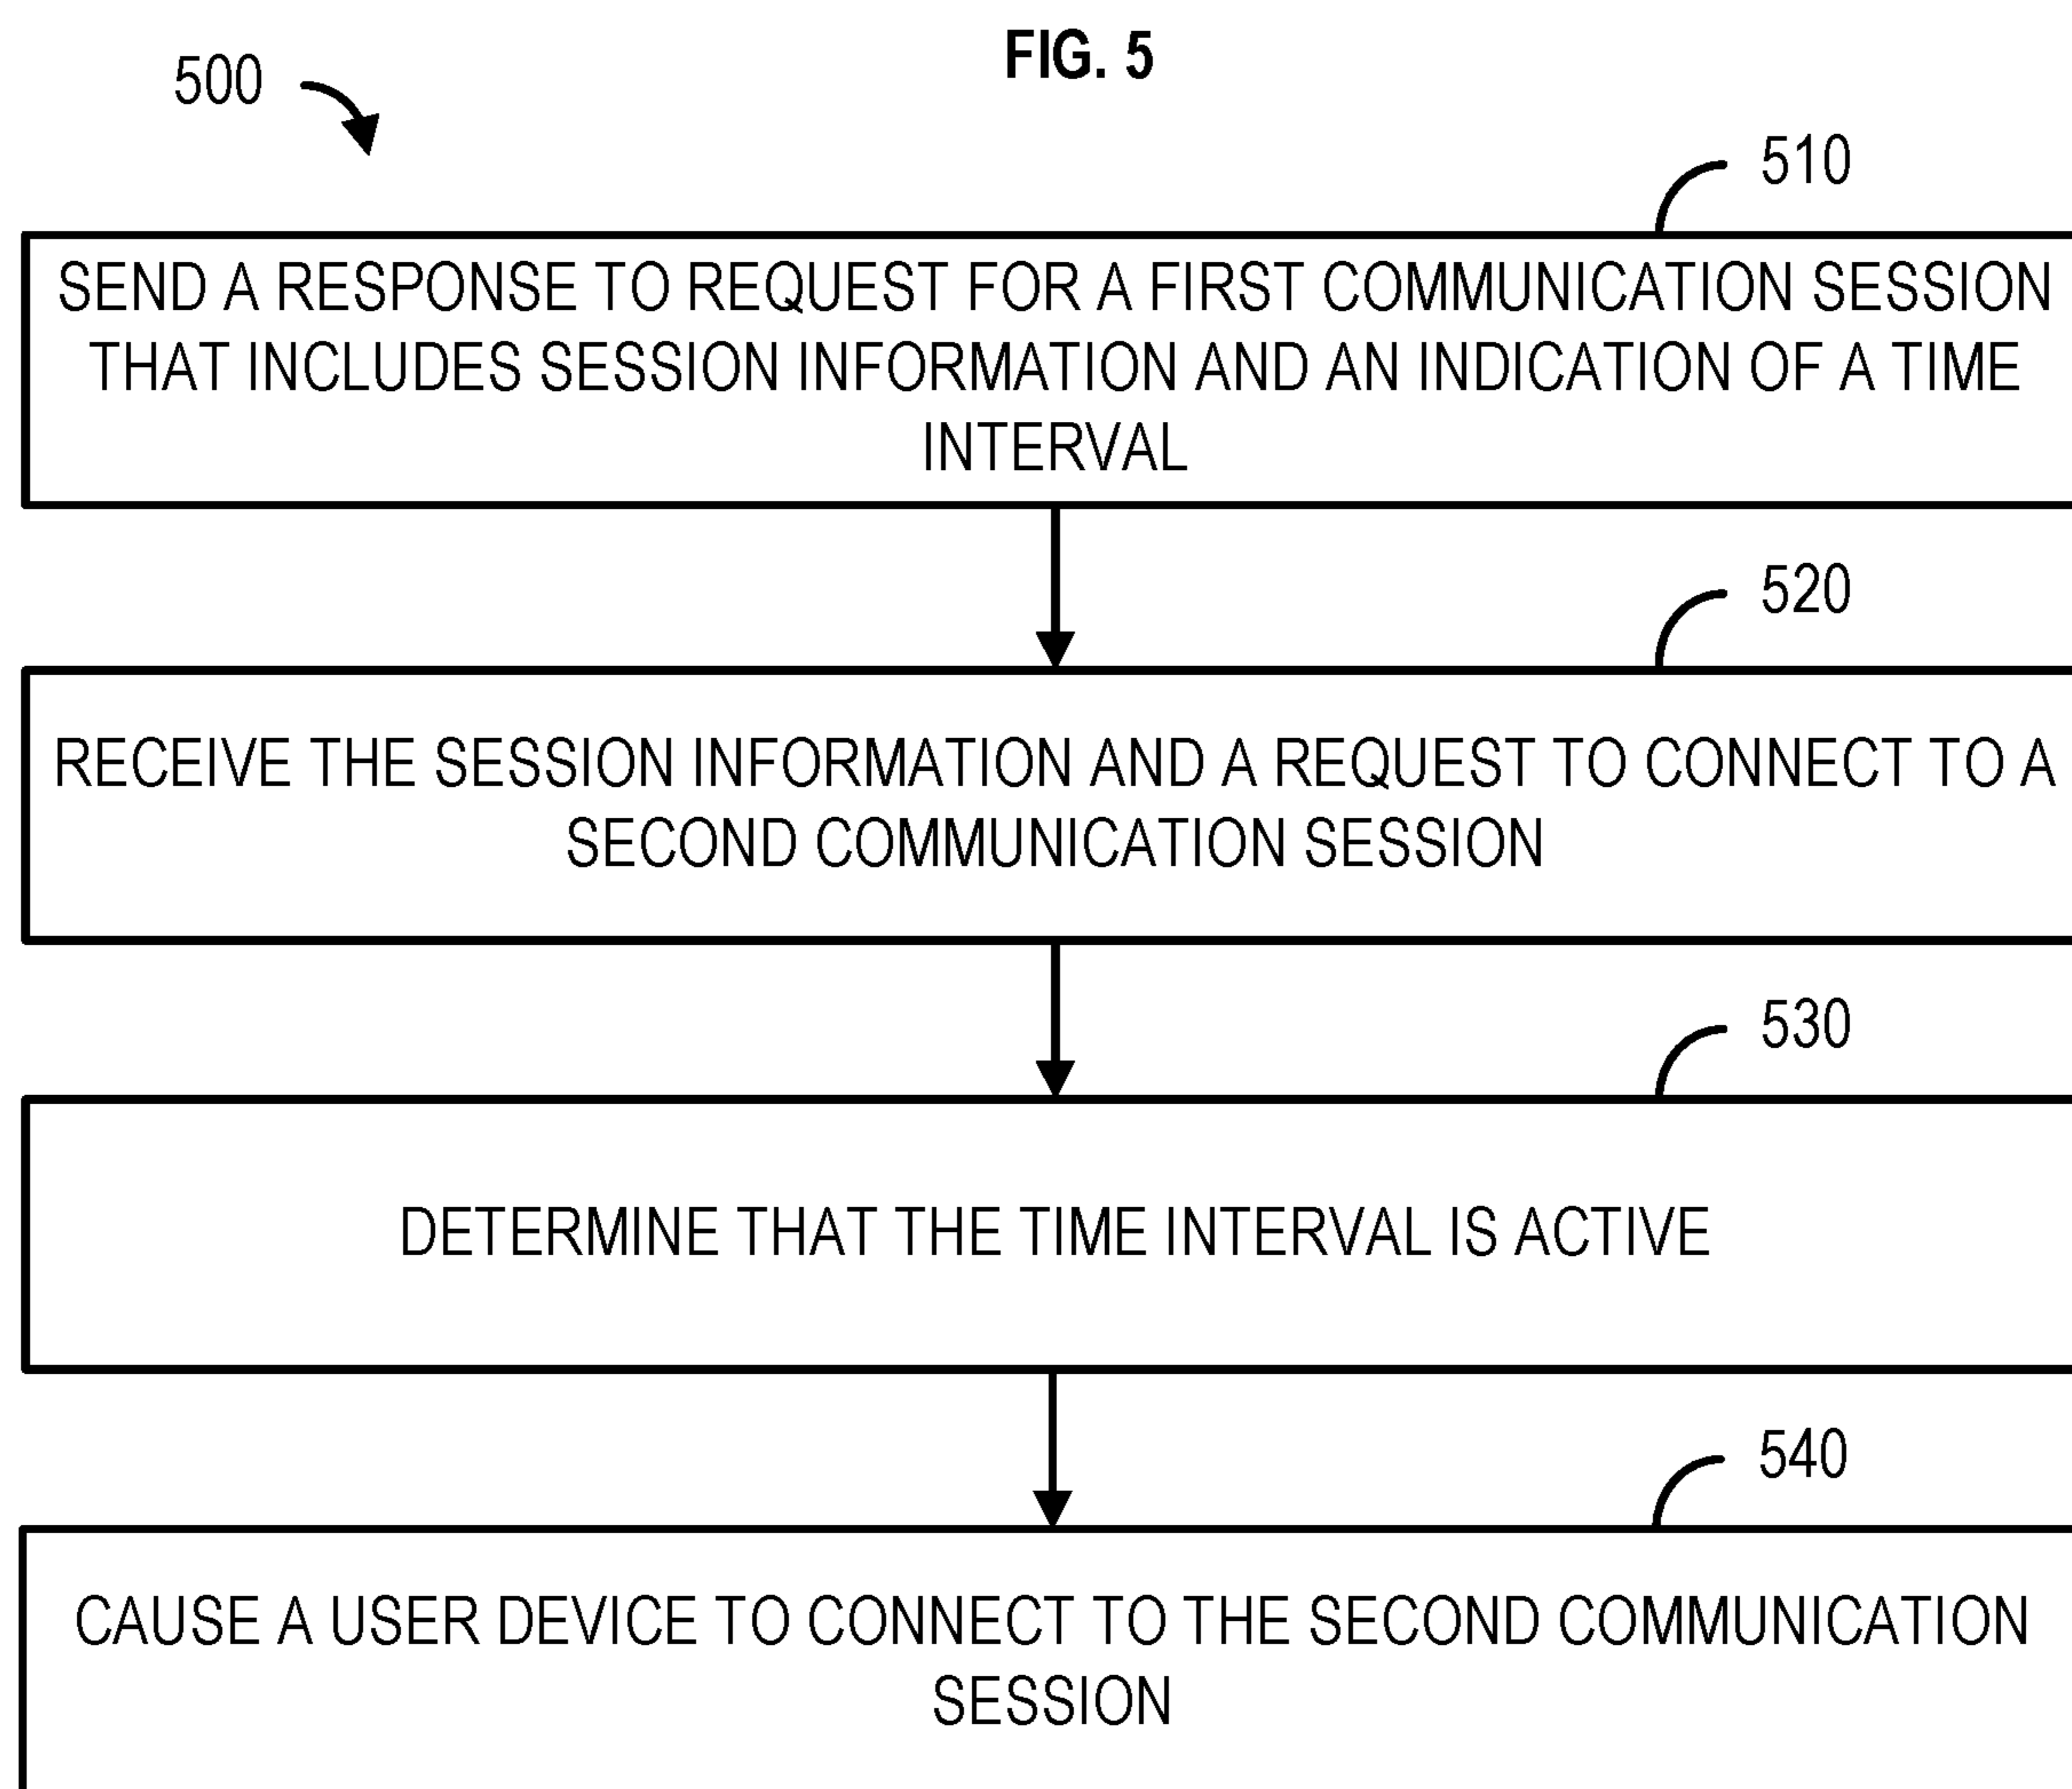 FIG. 5
500
510
SEND A RESPONSE TO REQUEST FOR A FIRST COMMUNICATION SESSION
THAT INCLUDES SESSION INFORMATION AND AN INDICATION OF A TIME
INTERVAL
520
RECEIVE THE SESSION INFORMATION AND A REQUEST TO CONNECT TO A
SECOND COMMUNICATION SESSION
530
DETERMINE THAT THE TIME INTERVAL IS ACTIVE
540
CAUSE A USER DEVICE TO CONNECT TO THE SECOND COMMUNICATION
SESSION